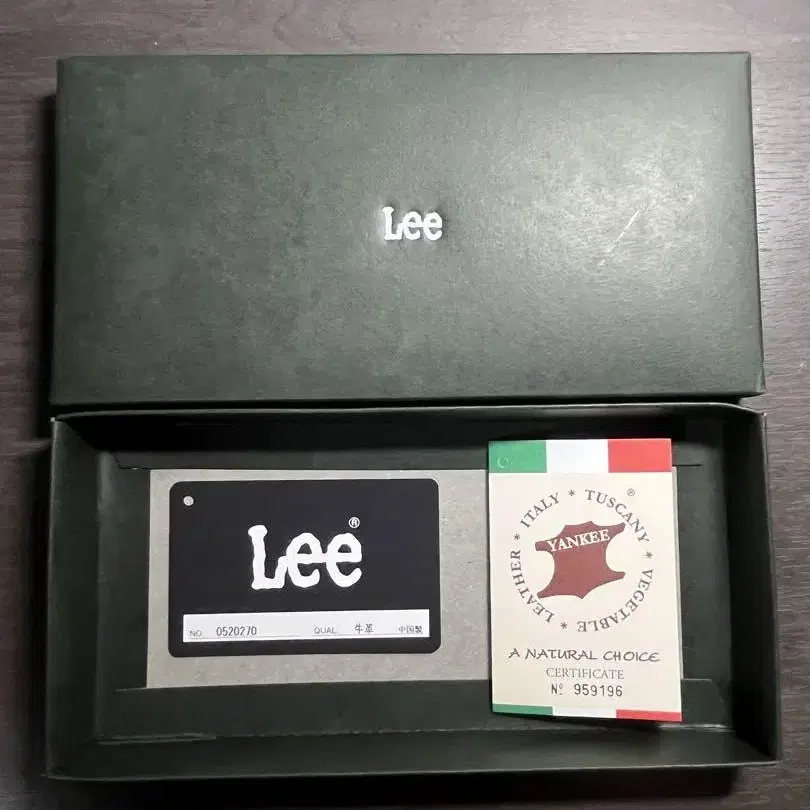 Lee
Lee®
NO. 0520270 QUAL 牛革 中国製
ITALY * TUSCANY® * VEGETABLE * LEATHER *
YANKEE
A NATURAL CHOICE
CERTIFICATE
Nº 959196